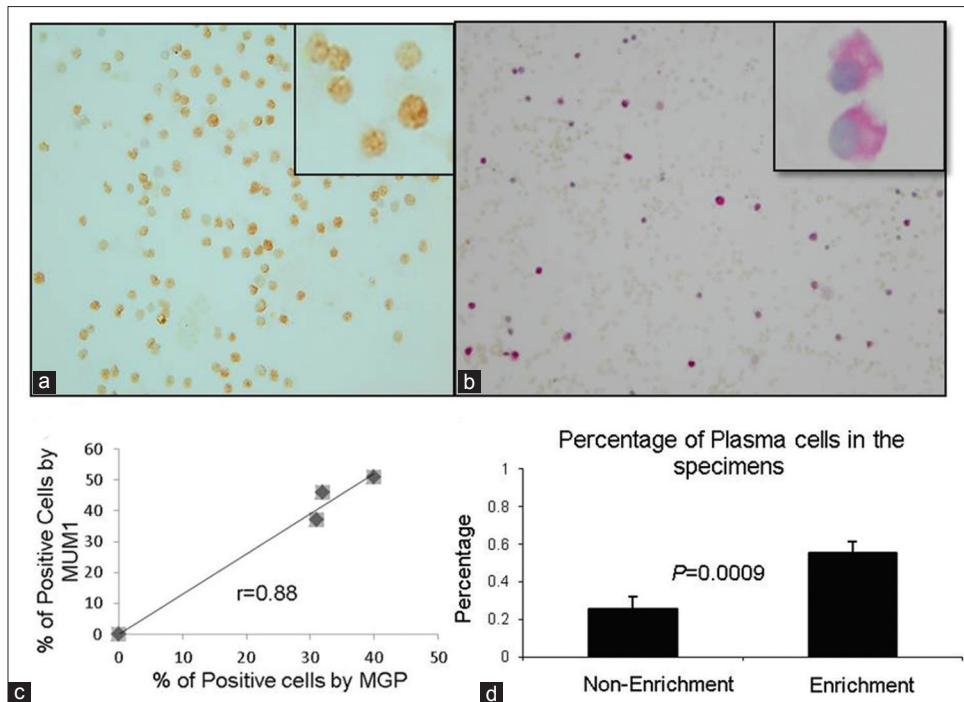 a
b
% of Positive Cells by
MUM1
60
50
40
30
20
10
0
r=0.88
0
10
20
30
40
50
% of Positive cells by MGP
c
Percentage of Plasma cells in the
specimens
Percentage
1
0.8
0.6
0.4
0.2
0
P=0.0009
Non-Enrichment
Enrichment
d